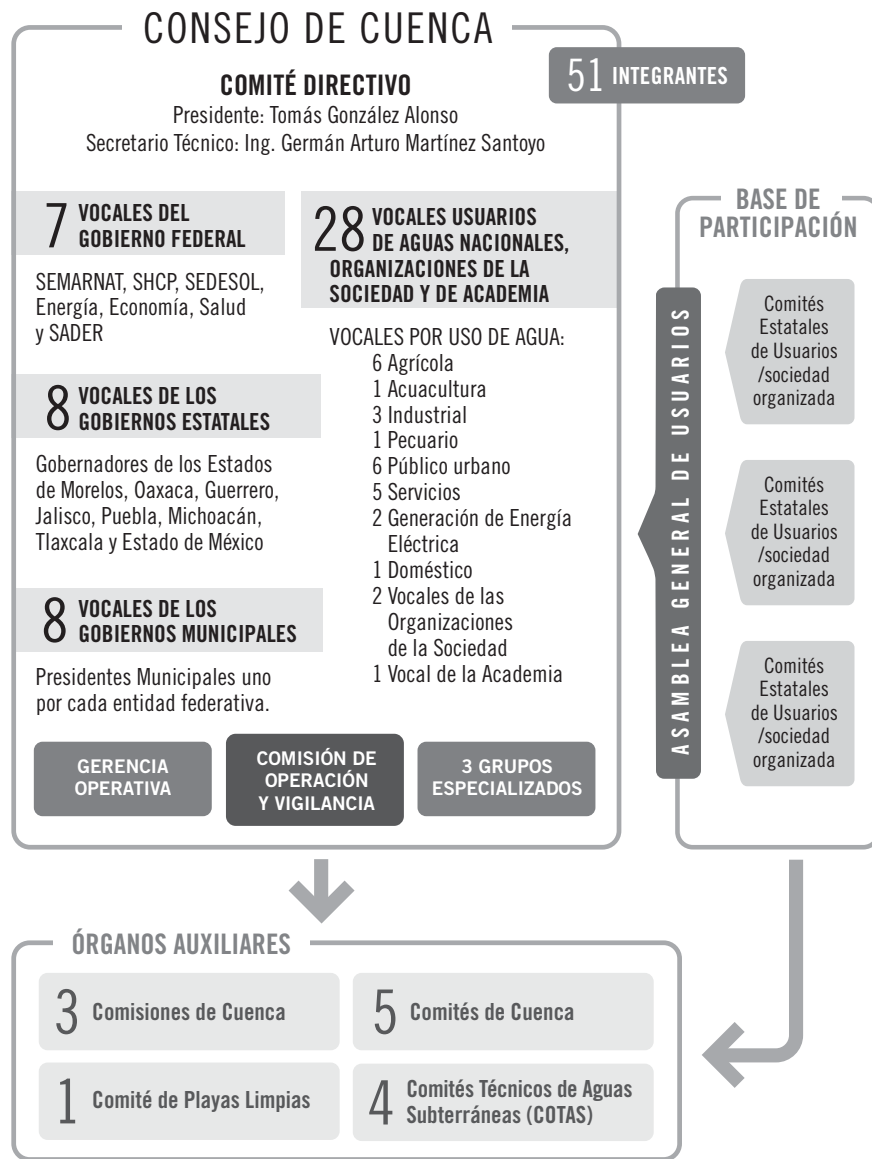 CONSEJO DE CUENCA
51 INTEGRANTES
COMITÉ DIRECTIVO
Presidente: Tomás González Alonso
Secretario Técnico: Ing. Germán Arturo Martínez Santoyo
7 VOCALES DEL
GOBIERNO FEDERAL
SEMARNAT, SHCP, SEDESOL,
Energía, Economía, Salud
y SADER
8 VOCALES DE LOS
GOBIERNOS ESTATALES
Gobernadores de los Estados
de Morelos, Oaxaca, Guerrero,
Jalisco, Puebla, Michoacán,
Tlaxcala y Estado de México
8 VOCALES DE LOS
GOBIERNOS MUNICIPALES
Presidentes Municipales uno
por cada entidad federativa.
28 VOCALES USUARIOS
DE AGUAS NACIONALES,
ORGANIZACIONES DE LA
SOCIEDAD Y DE ACADEMIA
VOCALES POR USO DE AGUA:
6 Agrícola
1 Acuacultura
3 Industrial
1 Pecuario
6 Público urbano
5 Servicios
2 Generación de Energía
Eléctrica
1 Doméstico
2 Vocales de las
Organizaciones
de la Sociedad
1 Vocal de la Academia
GERENCIA
OPERATIVA
COMISIÓN DE
OPERACIÓN
Y VIGILANCIA
3 GRUPOS
ESPECIALIZADOS
BASE DE
PARTICIPACIÓN
ASAMBLEA GENERAL DE USUARIOS
Comités
Estatales
de Usuarios
/sociedad
organizada
Comités
Estatales
de Usuarios
/sociedad
organizada
Comités
Estatales
de Usuarios
/sociedad
organizada
ÓRGANOS AUXILIARES
3 Comisiones de Cuenca
5 Comités de Cuenca
1 Comité de Playas Limpias
4 Comités Técnicos de Aguas
Subterráneas (COTAS)